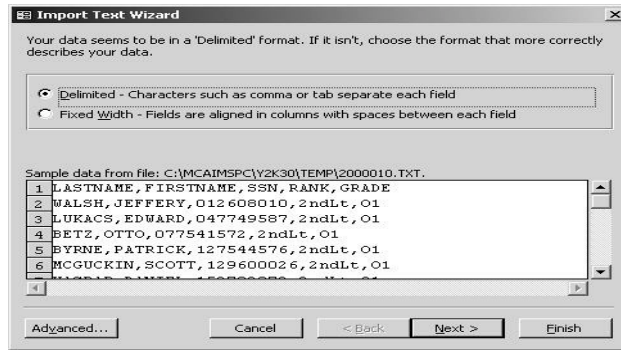 Import Text Wizard
Your data seems to be in a 'Delimited' format. If it isn't, choose the format that more correctly
describes your data.
Delimited - Characters such as comma or tab separate each field
Fixed Width - Fields are aligned in columns with spaces between each field
Sample data from file: C:\MCAIMSPC\Y2K30\TEMP\2000010.TXT.
1 LASTNAME,FIRSTNAME,SSN,RANK,GRADE
2 WALSH,JEFFERY,012608010,2ndLt,O1
3 LUKACS,EDWARD,047749587,2ndLt,O1
4 BETZ,OTTO,077541572,2ndLt,O1
5 BYRNE,PATRICK,127544576,2ndLt,O1
6 MCGUCKIN,SCOTT,129600026,2ndLt,O1
Advanced... Cancel < Back Next > Finish